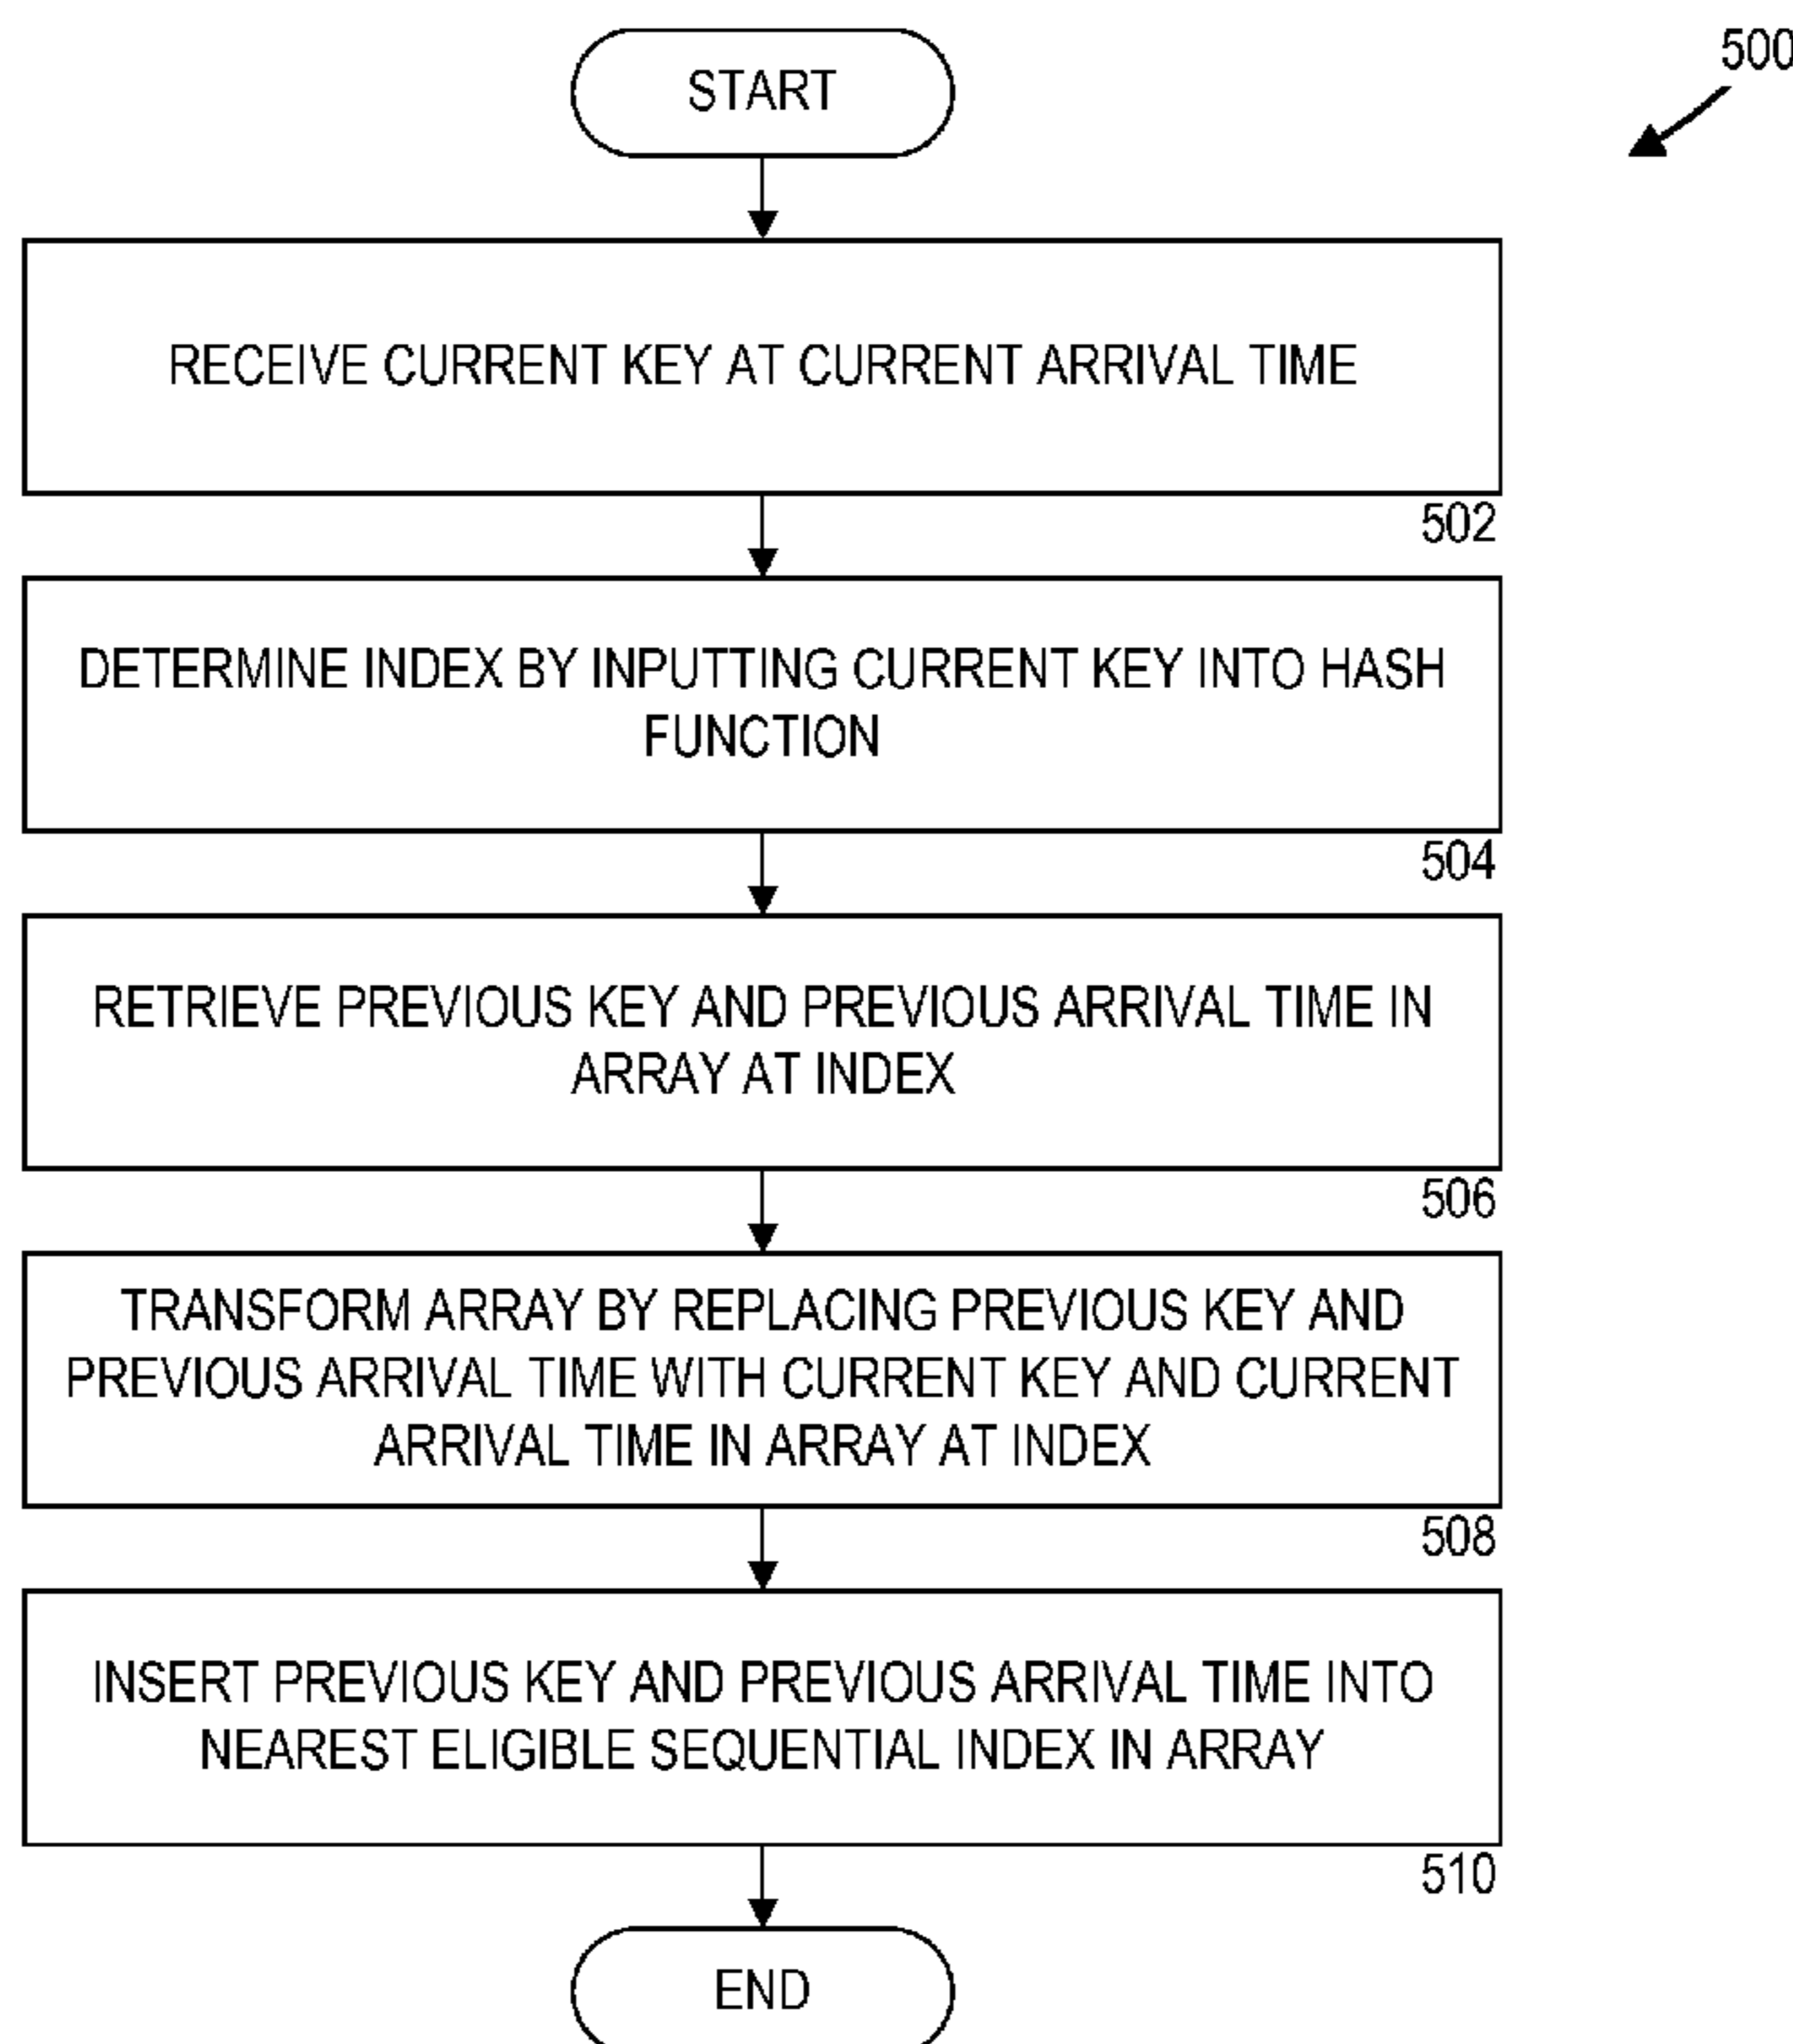 START
500
RECEIVE CURRENT KEY AT CURRENT ARRIVAL TIME
502
DETERMINE INDEX BY INPUTTING CURRENT KEY INTO HASH
FUNCTION
504
RETRIEVE PREVIOUS KEY AND PREVIOUS ARRIVAL TIME IN
ARRAY AT INDEX
506
TRANSFORM ARRAY BY REPLACING PREVIOUS KEY AND
PREVIOUS ARRIVAL TIME WITH CURRENT KEY AND CURRENT
ARRIVAL TIME IN ARRAY AT INDEX
508
INSERT PREVIOUS KEY AND PREVIOUS ARRIVAL TIME INTO
NEAREST ELIGIBLE SEQUENTIAL INDEX IN ARRAY
510
END